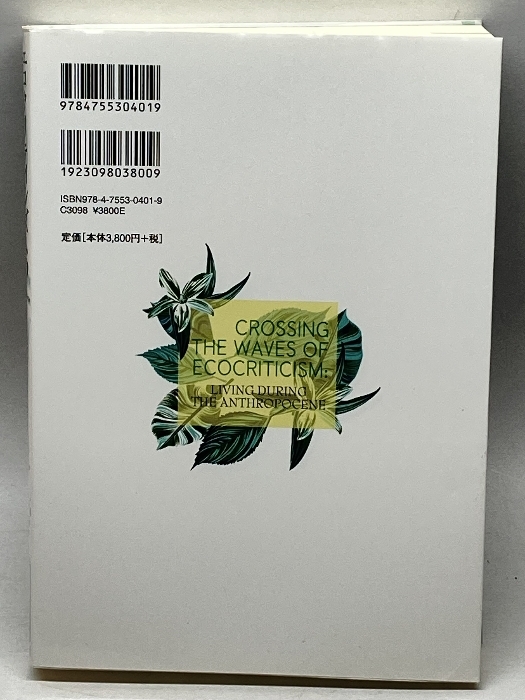 9784755304019
1923098038009
ISBN978-4-7553-0401-9
C3098 ¥3800E
定価[本体3,800円+税]
CROSSING
THE WAVES OF
ECOCRITICISM:
LIVING DURING
THE ANTHROPOCENE